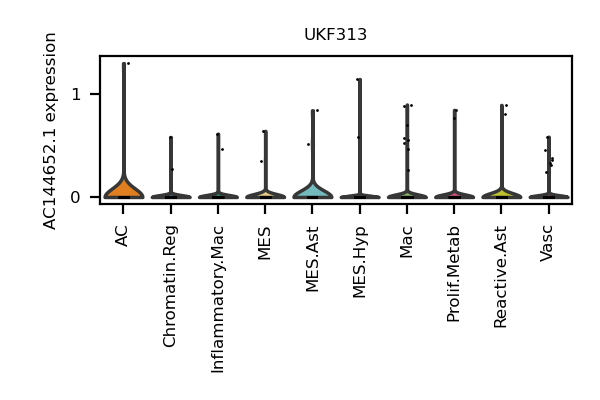 UKF313
AC144652.1 expression
1
0
AC
Chromatin.Reg
Inflammatory.Mac
MES
MES.Ast
MES.Hyp
Mac
Prolif.Metab
Reactive.Ast
Vasc